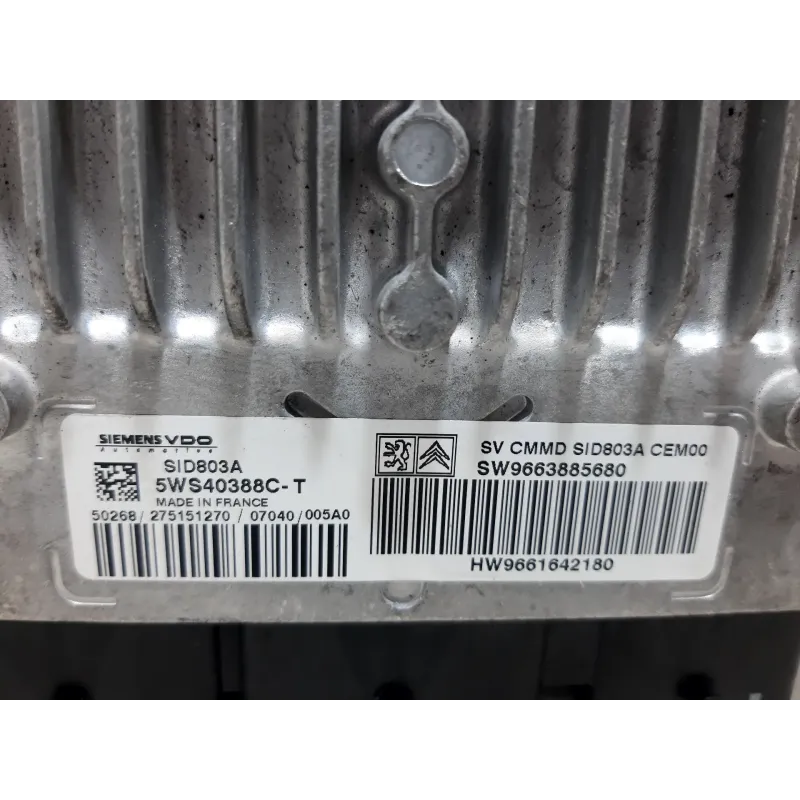 SIEMENS VDO
Automotive
SID803A
5WS40388C-T
MADE IN FRANCE
50268/275151270/07040/005A0
SV CMMD SID803A CEM00
SW9663885680
HW9661642180